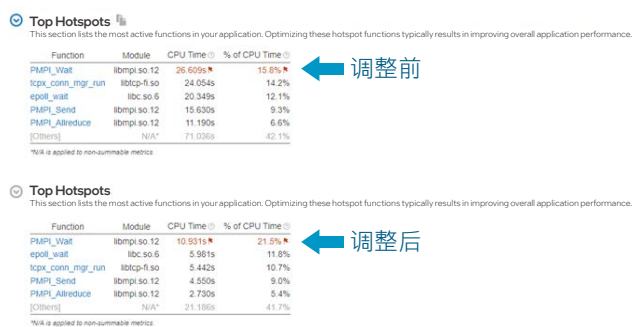 Top Hotspots
This section lists the most active functions in your application. Optimizing these hotspot functions typically results in improving overall application performance.
Function Module CPU Time % of CPU Time
PMPI_Wait libmpi.so.12 26.609s 15.8%
tcpx_conn_mgr_run libtcp-fi.so 24.054s 14.2%
epoll_wait libc.so.6 20.349s 12.1%
PMPI_Send libmpi.so.12 15.630s 9.3%
PMPI_Allreduce libmpi.so.12 11.190s 6.6%
[Others] N/A* 71.036s 42.1%
*N/A is applied to non-summable metrics.
调整前
Top Hotspots
This section lists the most active functions in your application. Optimizing these hotspot functions typically results in improving overall application performance.
Function Module CPU Time % of CPU Time
PMPI_Wait libmpi.so.12 10.931s 21.5%
epoll_wait libc.so.6 5.981s 11.8%
tcpx_conn_mgr_run libtcp-fi.so 5.442s 10.7%
PMPI_Send libmpi.so.12 4.550s 9.0%
PMPI_Allreduce libmpi.so.12 2.730s 5.4%
[Others] N/A* 21.186s 41.7%
*N/A is applied to non-summable metrics.
调整后